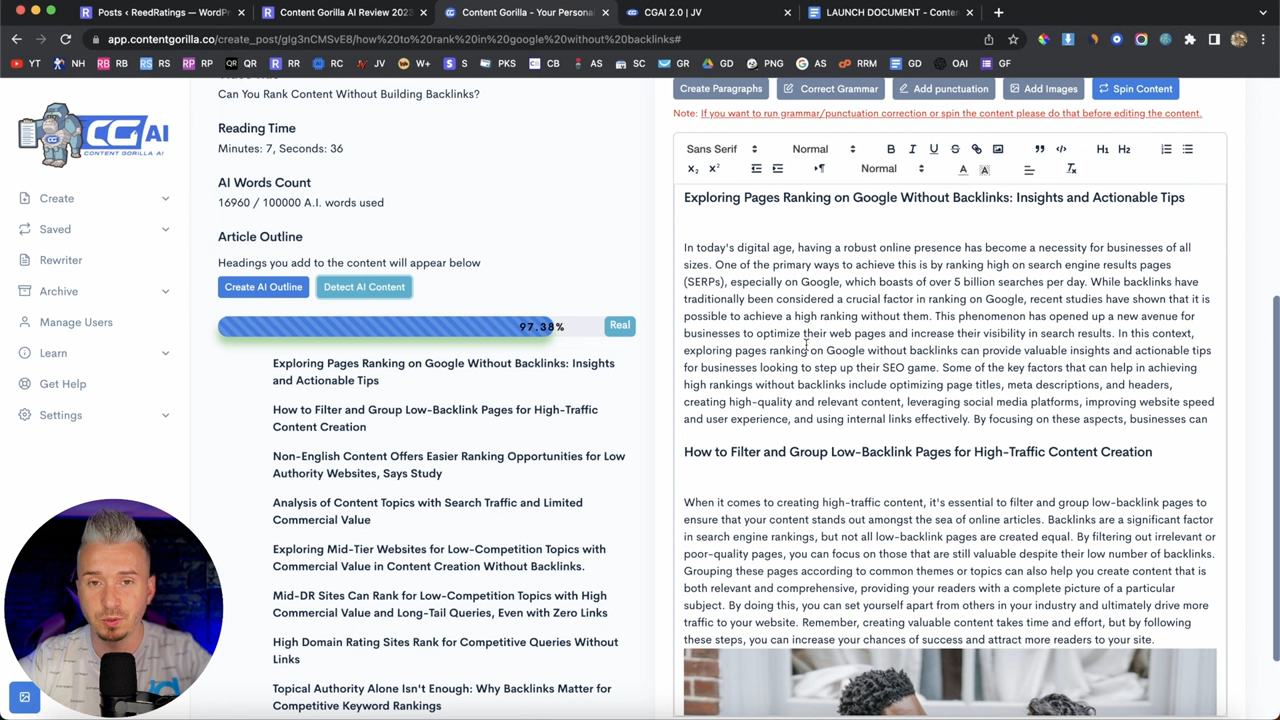 Posts ‹ ReedRatings — WordPr
Content Gorilla AI Review 2023
Content Gorilla - Your Persona
CGAI 2.0 | JV
LAUNCH DOCUMENT - Conte
app.contentgorilla.co/create_post/glg3nCMSvE8/how%20to%20rank%20in%20google%20without%20backlinks#
YT
NH
RB RB
RS RS
RP RP
QR QR
RR
RC
JV
W+
S
PKS
CB
AS
SC
GR
GD
PNG
AS
RRM
GD
OAI
GF
CG AI
CONTENT GORILLA AI
Create
Saved
Rewriter
Archive
Manage Users
Learn
Get Help
Settings
Can You Rank Content Without Building Backlinks?
Reading Time
Minutes: 7, Seconds: 36
AI Words Count
16960 / 100000 A.I. words used
Article Outline
Headings you add to the content will appear below
Create AI Outline
Detect AI Content
97.38%
Real
Exploring Pages Ranking on Google Without Backlinks: Insights
and Actionable Tips
How to Filter and Group Low-Backlink Pages for High-Traffic
Content Creation
Non-English Content Offers Easier Ranking Opportunities for Low
Authority Websites, Says Study
Analysis of Content Topics with Search Traffic and Limited
Commercial Value
Exploring Mid-Tier Websites for Low-Competition Topics with
Commercial Value in Content Creation Without Backlinks.
Mid-DR Sites Can Rank for Low-Competition Topics with High
Commercial Value and Long-Tail Queries, Even with Zero Links
High Domain Rating Sites Rank for Competitive Queries Without
Links
Topical Authority Alone Isn't Enough: Why Backlinks Matter for
Competitive Keyword Rankings
Create Paragraphs
Correct Grammar
Add punctuation
Add Images
Spin Content
Note: If you want to run grammar/punctuation correction or spin the content please do that before editing the content.
Sans Serif
Normal
B I U S
H1 H2
X2 X2
Normal
A A
Exploring Pages Ranking on Google Without Backlinks: Insights and Actionable Tips
In today's digital age, having a robust online presence has become a necessity for businesses of all
sizes. One of the primary ways to achieve this is by ranking high on search engine results pages
(SERPs), especially on Google, which boasts of over 5 billion searches per day. While backlinks have
traditionally been considered a crucial factor in ranking on Google, recent studies have shown that it is
possible to achieve a high ranking without them. This phenomenon has opened up a new avenue for
businesses to optimize their web pages and increase their visibility in search results. In this context,
exploring pages ranking on Google without backlinks can provide valuable insights and actionable tips
for businesses looking to step up their SEO game. Some of the key factors that can help in achieving
high rankings without backlinks include optimizing page titles, meta descriptions, and headers,
creating high-quality and relevant content, leveraging social media platforms, improving website speed
and user experience, and using internal links effectively. By focusing on these aspects, businesses can
How to Filter and Group Low-Backlink Pages for High-Traffic Content Creation
When it comes to creating high-traffic content, it's essential to filter and group low-backlink pages to
ensure that your content stands out amongst the sea of online articles. Backlinks are a significant factor
in search engine rankings, but not all low-backlink pages are created equal. By filtering out irrelevant or
poor-quality pages, you can focus on those that are still valuable despite their low number of backlinks.
Grouping these pages according to common themes or topics can also help you create content that is
both relevant and comprehensive, providing your readers with a complete picture of a particular
subject. By doing this, you can set yourself apart from others in your industry and ultimately drive more
traffic to your website. Remember, creating valuable content takes time and effort, but by following
these steps, you can increase your chances of success and attract more readers to your site.